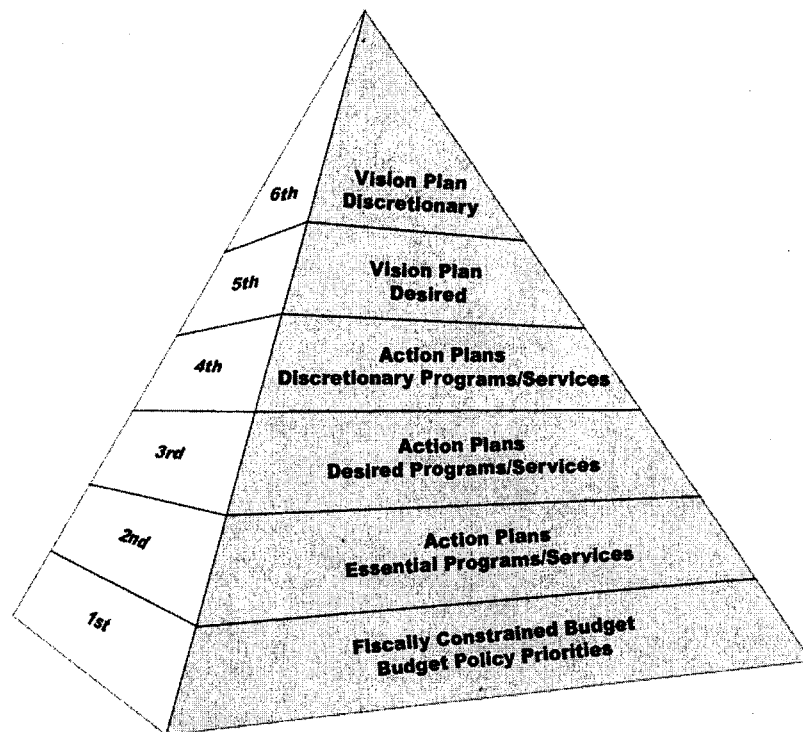 6th
Vision Plan
Discretionary
5th
Vision Plan
Desired
4th
Action Plans
Discretionary Programs/Services
3rd
Action Plans
Desired Programs/Services
2nd
Action Plans
Essential Programs/Services
1st
Fiscally Constrained Budget
Budget Policy Priorities